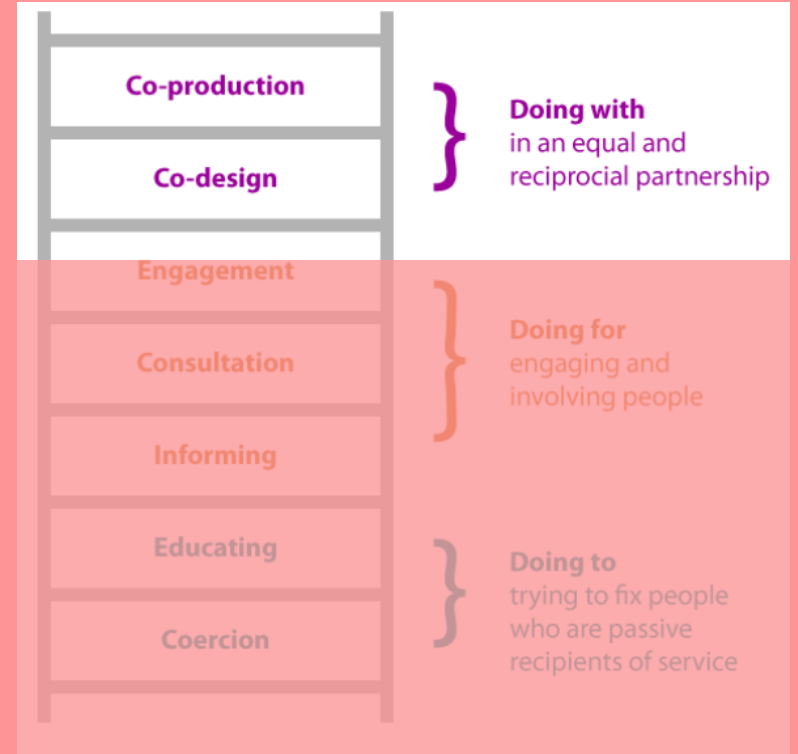 Co-production
Co-design
Doing with
in an equal and
reciprocial partnership
Engagement
Consultation
Informing
Doing for
engaging and
involving people
Educating
Coercion
Doing to
trying to fix people
who are passive
recipients of service